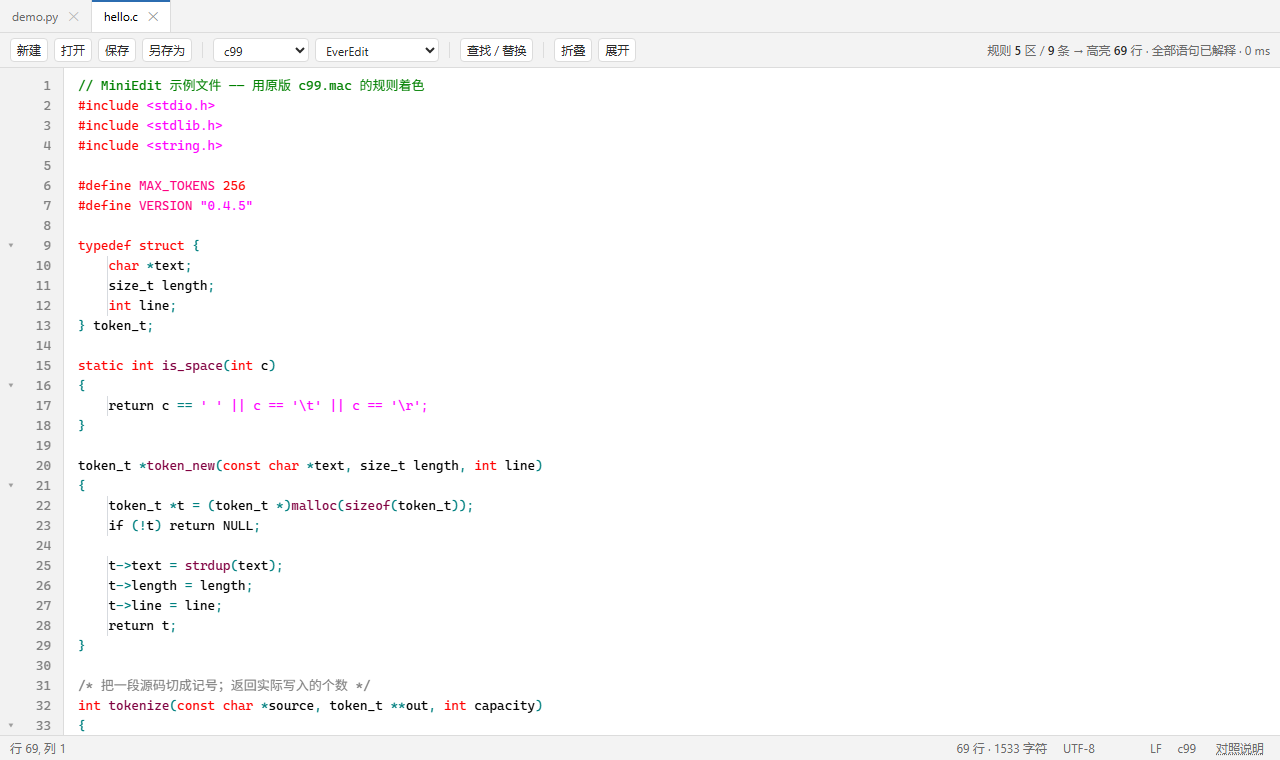 demo.py hello.c
新建 打开 保存 另存为 c99 EverEdit 查找 / 替换 折叠 展开 规则 5 区 / 9 条 → 高亮 69 行 · 全部语句已解释 · 0 ms
1 // MiniEdit 示例文件 —— 用原版 c99.mac 的规则着色
2 #include <stdio.h>
3 #include <stdlib.h>
4 #include <string.h>
5
6 #define MAX_TOKENS 256
7 #define VERSION "0.4.5"
8
9 typedef struct {
10     char *text;
11     size_t length;
12     int line;
13 } token_t;
14
15 static int is_space(int c)
16 {
17     return c == ' ' || c == '\t' || c == '\r';
18 }
19
20 token_t *token_new(const char *text, size_t length, int line)
21 {
22     token_t *t = (token_t *)malloc(sizeof(token_t));
23     if (!t) return NULL;
24
25     t->text = strdup(text);
26     t->length = length;
27     t->line = line;
28     return t;
29 }
30
31 /* 把一段源码切成记号；返回实际写入的个数 */
32 int tokenize(const char *source, token_t **out, int capacity)
33 {
行 69, 列 1 69 行 · 1533 字符 UTF-8 LF c99 对照说明